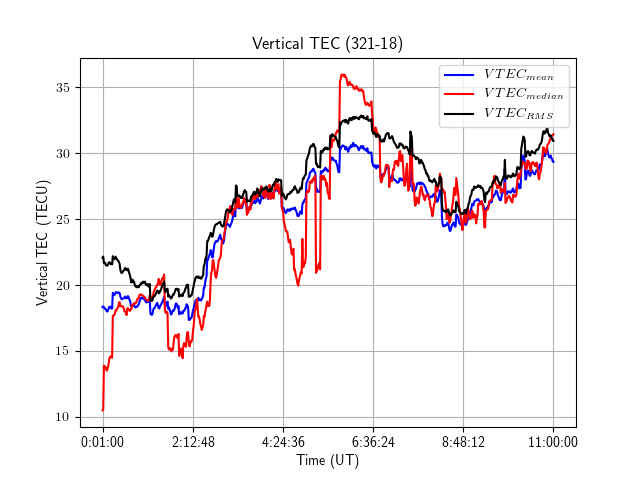 Vertical TEC (321-18)
VTEC_mean
VTEC_median
VTEC_RMS
Vertical TEC (TECU)
35
30
25
20
15
10
0:01:00 2:12:48 4:24:36 6:36:24 8:48:12 11:00:00
Time (UT)